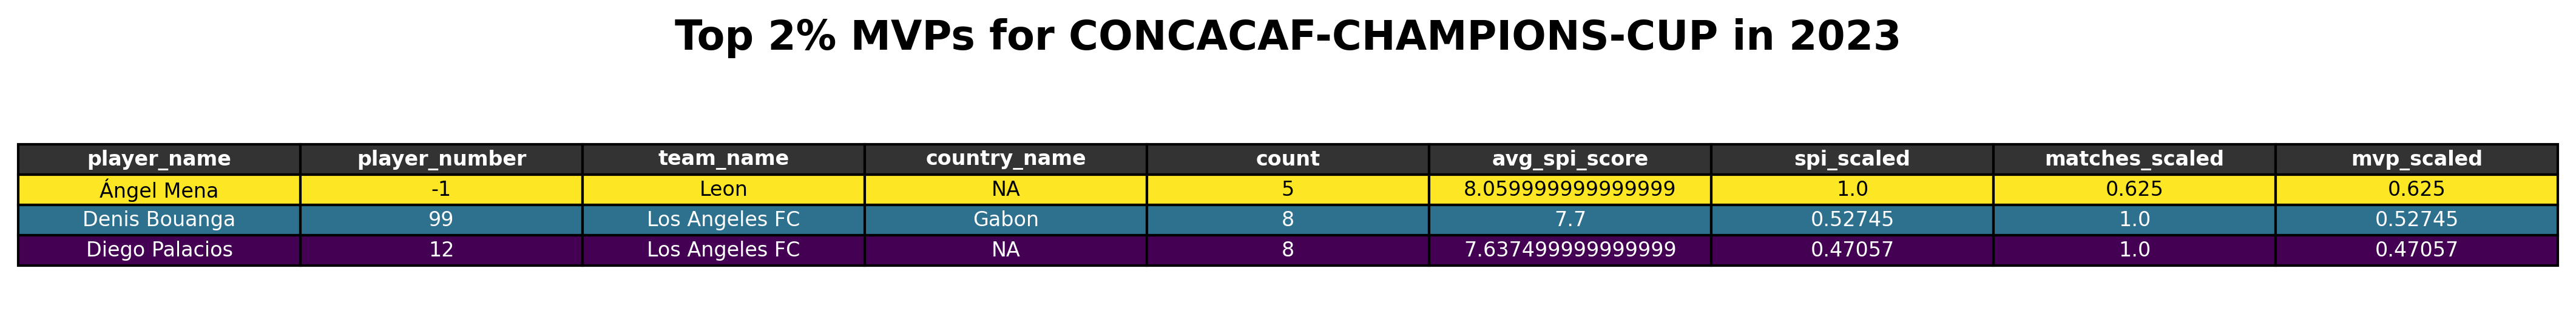 Top 2% MVPs for CONCACAF-CHAMPIONS-CUP in 2023
player_name player_number team_name country_name count avg_spi_score spi_scaled matches_scaled mvp_scaled
Ángel Mena -1 Leon NA 5 8.059999999999999 1.0 0.625 0.625
Denis Bouanga 99 Los Angeles FC Gabon 8 7.7 0.52745 1.0 0.52745
Diego Palacios 12 Los Angeles FC NA 8 7.637499999999999 0.47057 1.0 0.47057